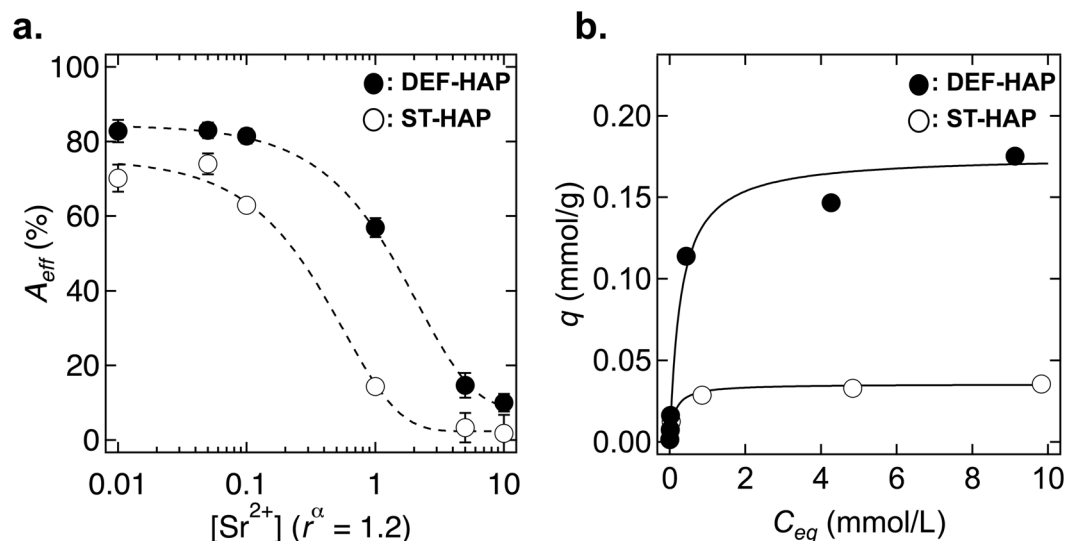 a.
100
80
60
40
20
0
A_eff (%)
●: DEF-HAP
○: ST-HAP
0.01 0.1 1 10
[Sr²⁺] (r^α = 1.2)
b.
0.20
0.15
0.10
0.05
0.00
q (mmol/g)
●: DEF-HAP
○: ST-HAP
0 2 4 6 8 10
C_eq (mmol/L)